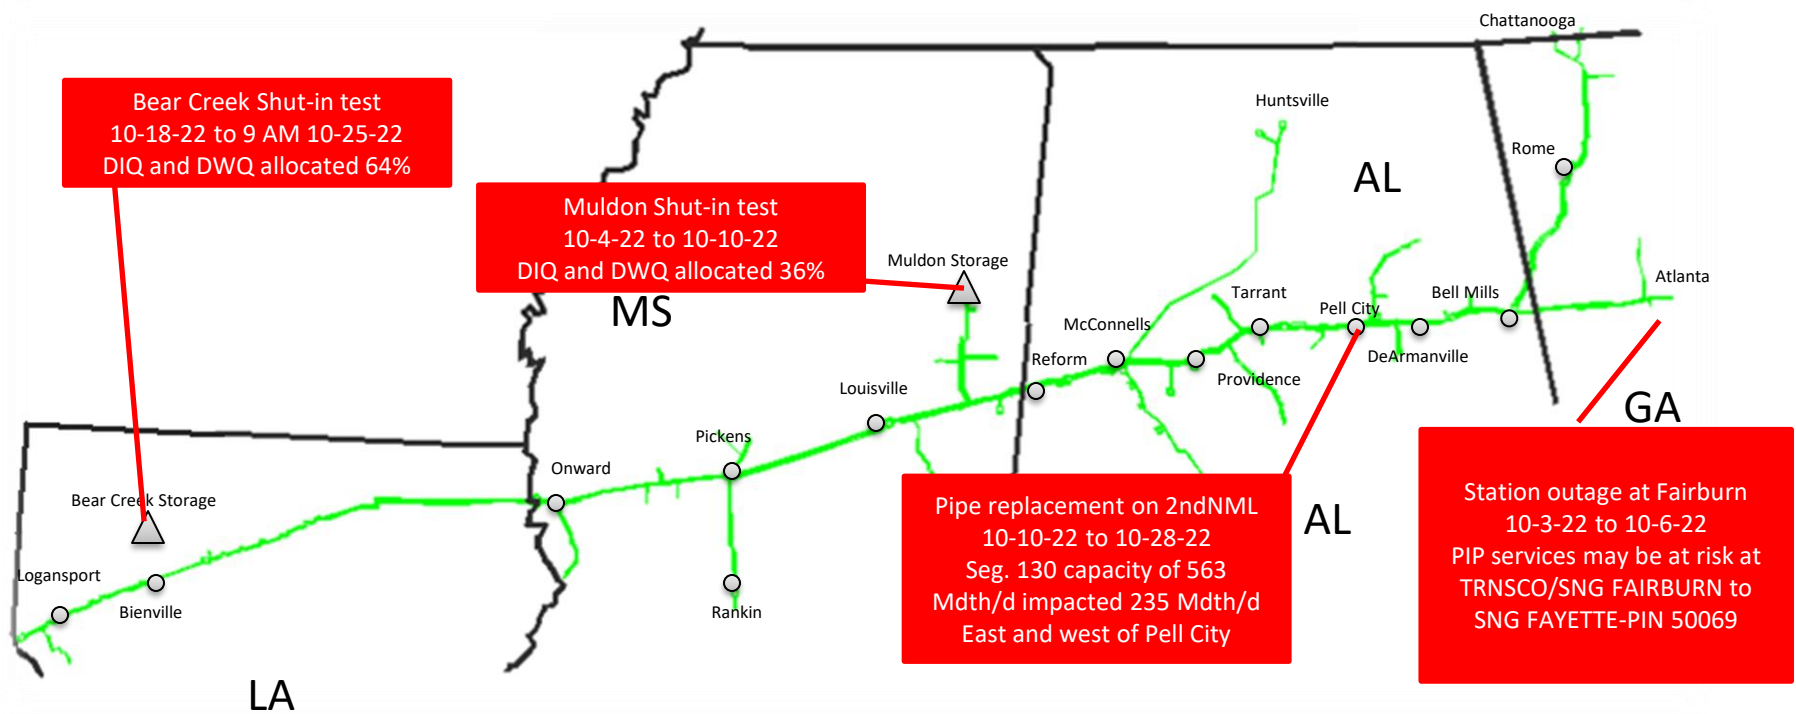 Chattanooga
Bear Creek Shut-in test
10-18-22 to 9 AM 10-25-22
DIQ and DWQ allocated 64%
Huntsville
Rome
AL
Muldon Shut-in test
10-4-22 to 10-10-22
DIQ and DWQ allocated 36%
Muldon Storage
MS
Atlanta
Tarrant
Bell Mills
Pell City
McConnells
DeArmanville
Reform
Providence
Louisville
GA
Pickens
Onward
Bear Creek Storage
Pipe replacement on 2ndNML
10-10-22 to 10-28-22
Seg. 130 capacity of 563
Mdth/d impacted 235 Mdth/d
East and west of Pell City
AL
Station outage at Fairburn
10-3-22 to 10-6-22
PIP services may be at risk at
TRNSCO/SNG FAIRBURN to
SNG FAYETTE-PIN 50069
Logansport
Bienville
Rankin
LA